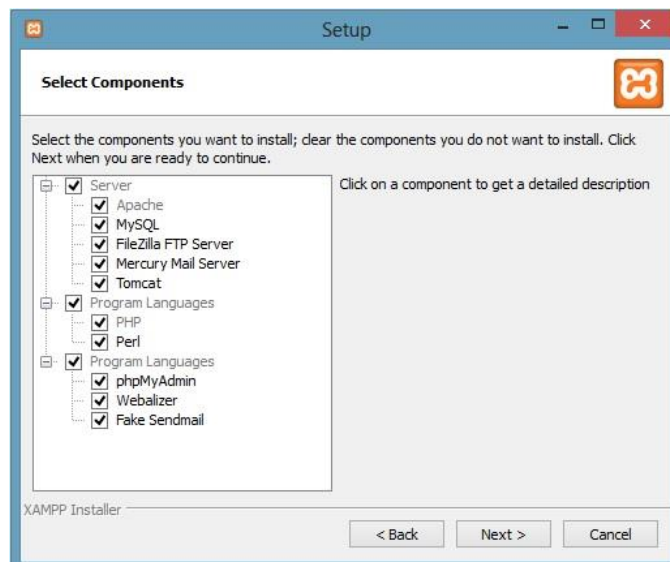 Setup
Select Components
Select the components you want to install; clear the components you do not want to install. Click
Next when you are ready to continue.
Server
Apache
MySQL
FileZilla FTP Server
Mercury Mail Server
Tomcat
Program Languages
PHP
Perl
Program Languages
phpMyAdmin
Webalizer
Fake Sendmail
Click on a component to get a detailed description
XAMPP Installer
< Back
Next >
Cancel